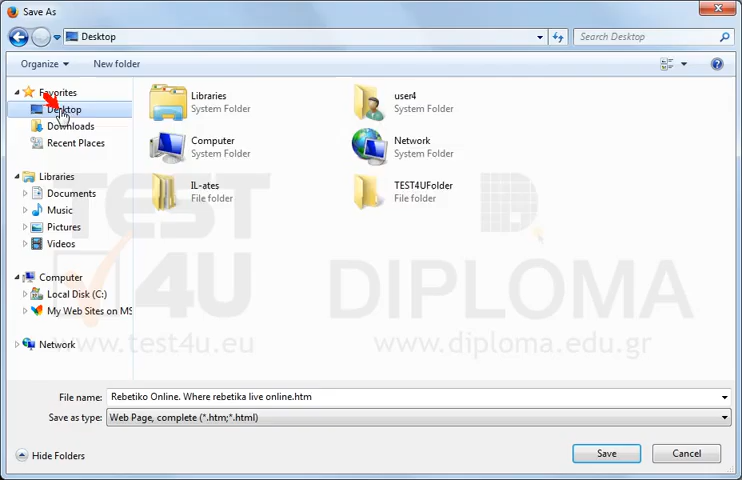 Save As
Desktop
Search Desktop
Organize
New folder
Favorites
Desktop
Downloads
Recent Places
Libraries
Documents
Music
Pictures
Videos
Computer
Local Disk (C:)
My Web Sites on MS
Network
Libraries
System Folder
user4
System Folder
Computer
System Folder
Network
System Folder
IL-ates
File folder
TEST4UFolder
File folder
TEST
4U
www.test4u.eu
DIPLOMA
www.diploma.edu.gr
File name:
Rebetiko Online. Where rebetika live online.htm
Save as type:
Web Page, complete (*.htm;*.html)
Hide Folders
Save
Cancel